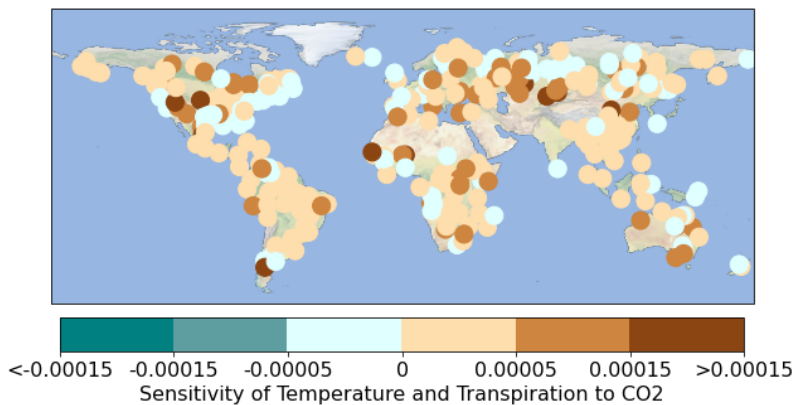 <-0.00015 -0.00015 -0.00005 0 0.00005 0.00015 >0.00015
Sensitivity of Temperature and Transpiration to CO2